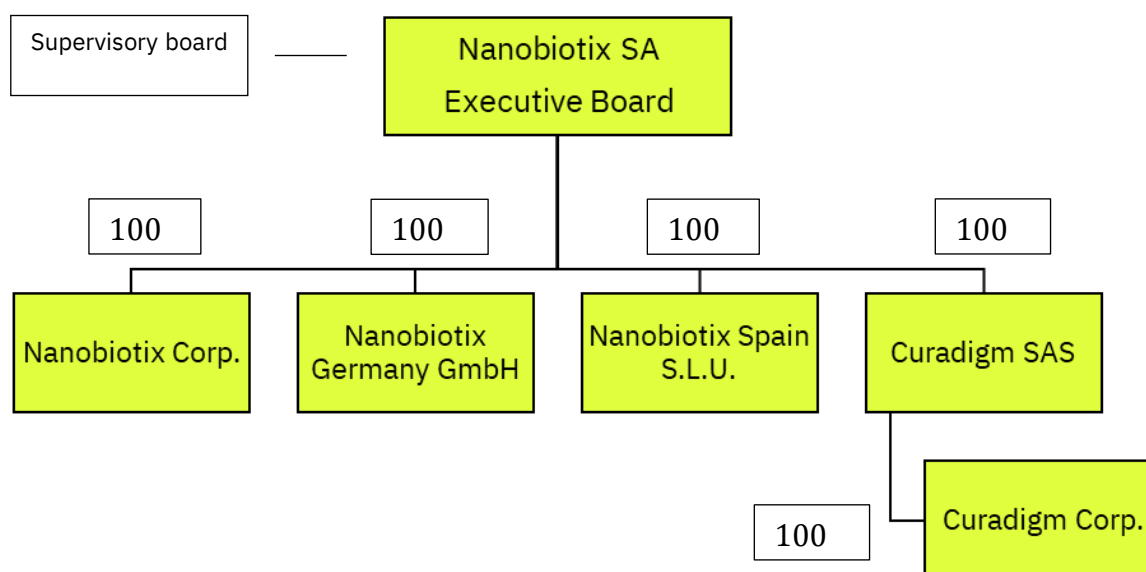 Supervisory board
Nanobiotix SA
Executive Board
100
100
100
100
Nanobiotix Corp.
Nanobiotix
Germany GmbH
Nanobiotix Spain
S.L.U.
Curadigm SAS
100
Curadigm Corp.